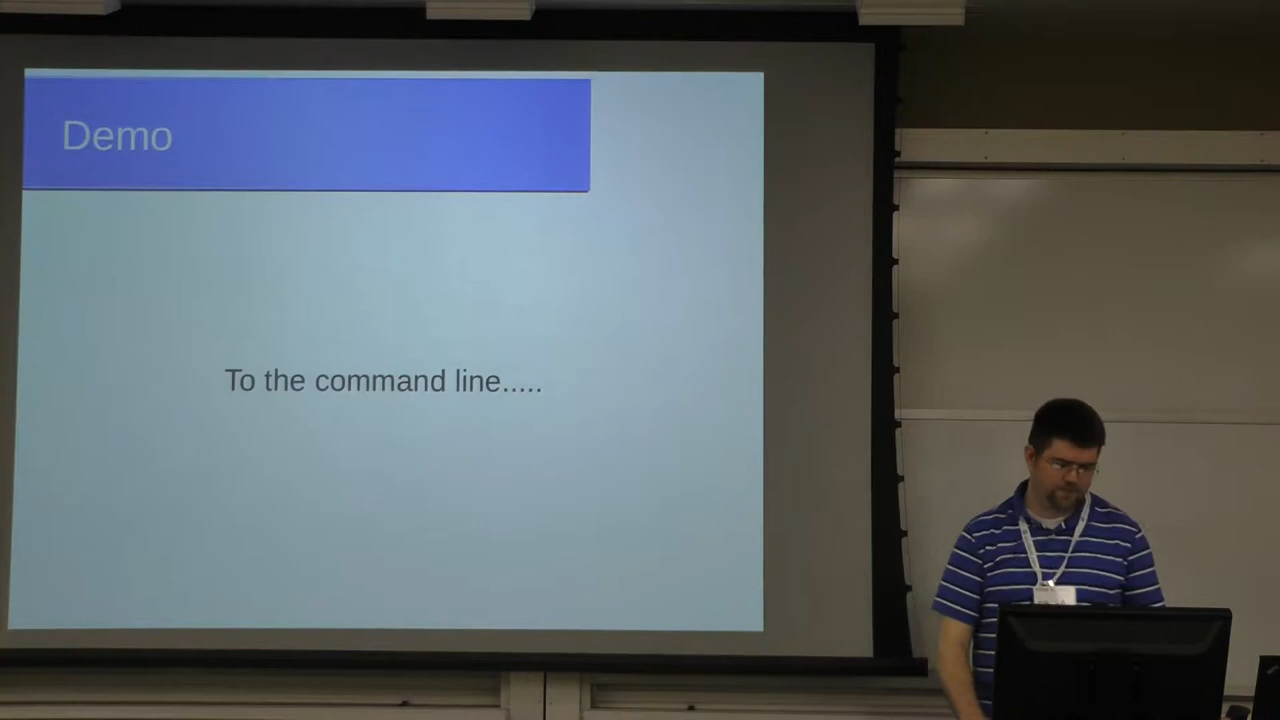 Demo
To the command line.....